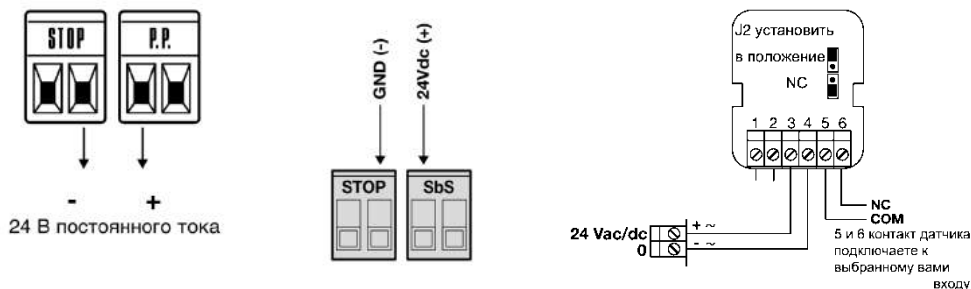 STOP P.P.
- +
24 В постоянного тока
GND (-)
24Vdc (+)
STOP SbS
J2 установить
в положение
NC
1 2 3 4 5 6
NC
COM
24 Vac/dc + ~
0 - ~
5 и 6 контакт датчика
подключаете к
выбранному вами
входу